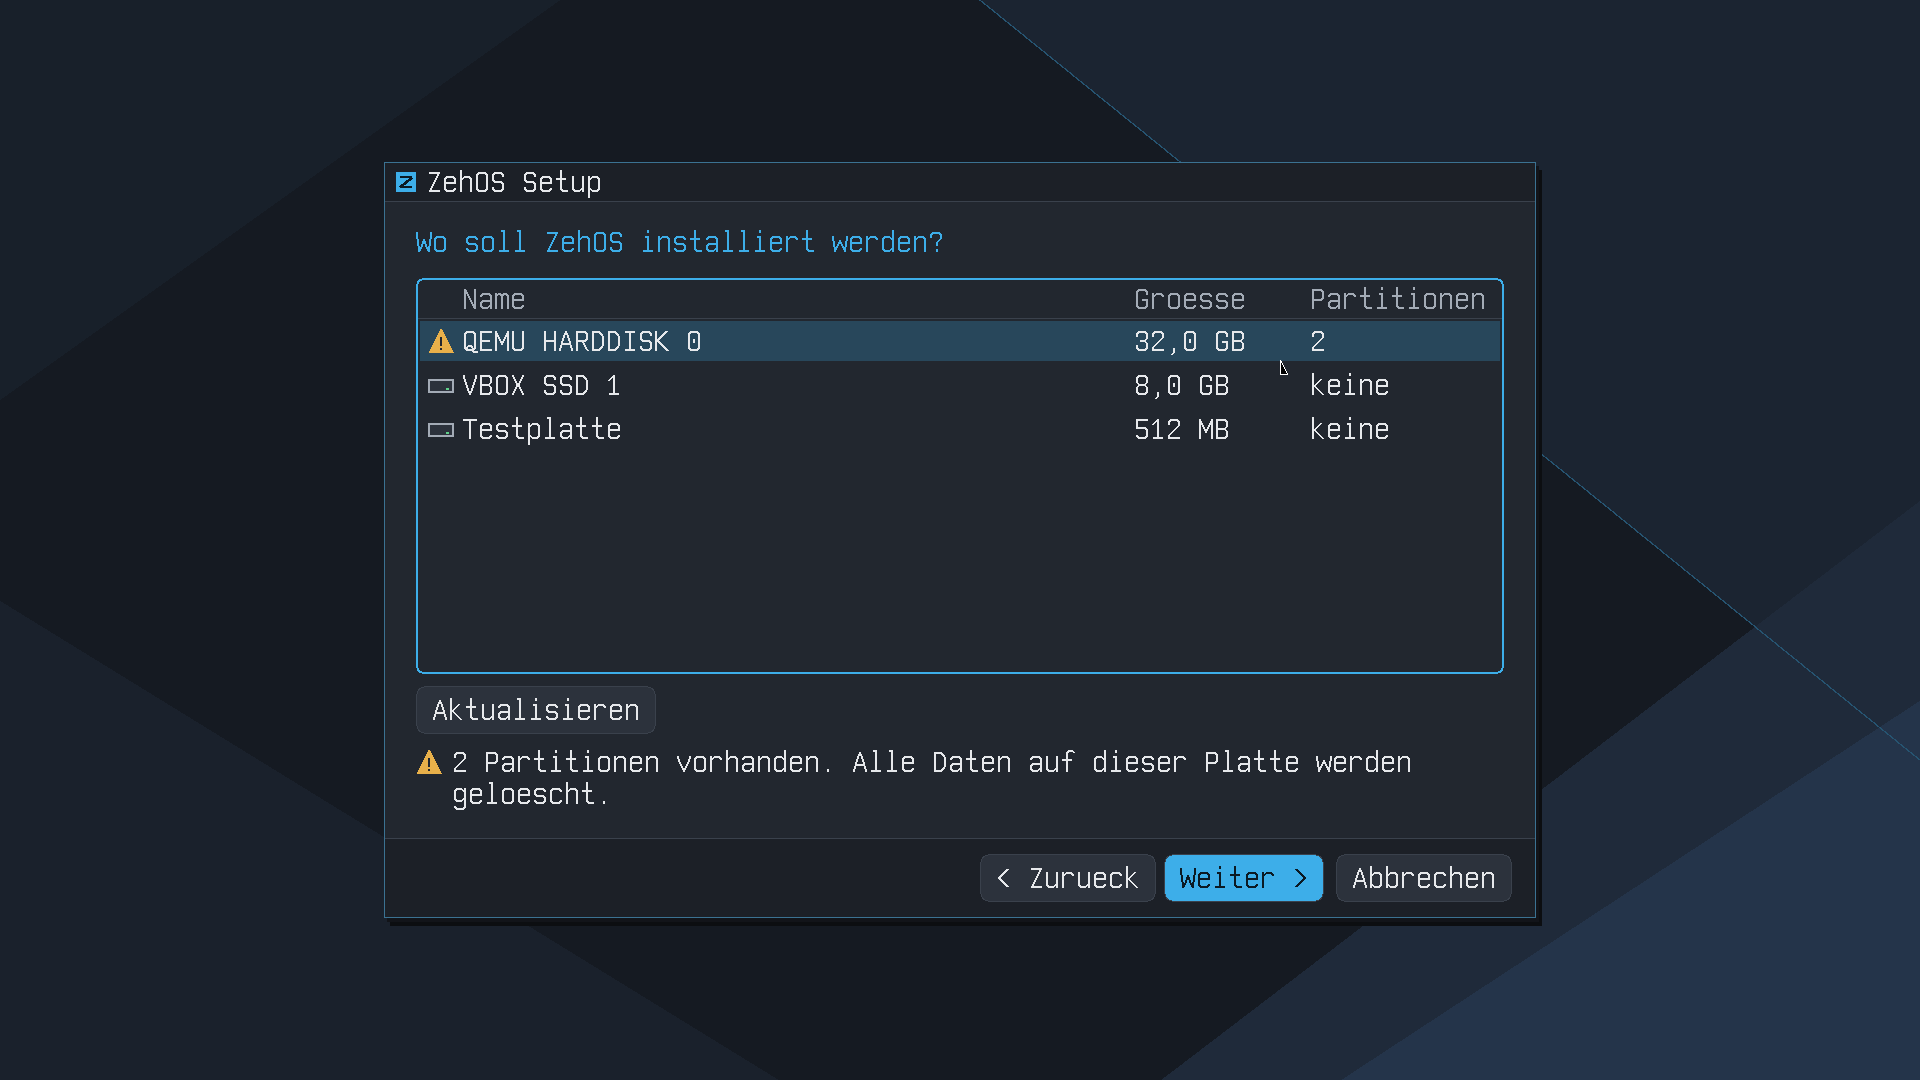 ZehOS Setup
Wo soll ZehOS installiert werden?
Name Groesse Partitionen
QEMU HARDDISK 0 32,0 GB 2
VBOX SSD 1 8,0 GB keine
Testplatte 512 MB keine
Aktualisieren
2 Partitionen vorhanden. Alle Daten auf dieser Platte werden
geloescht.
< Zurueck Weiter > Abbrechen